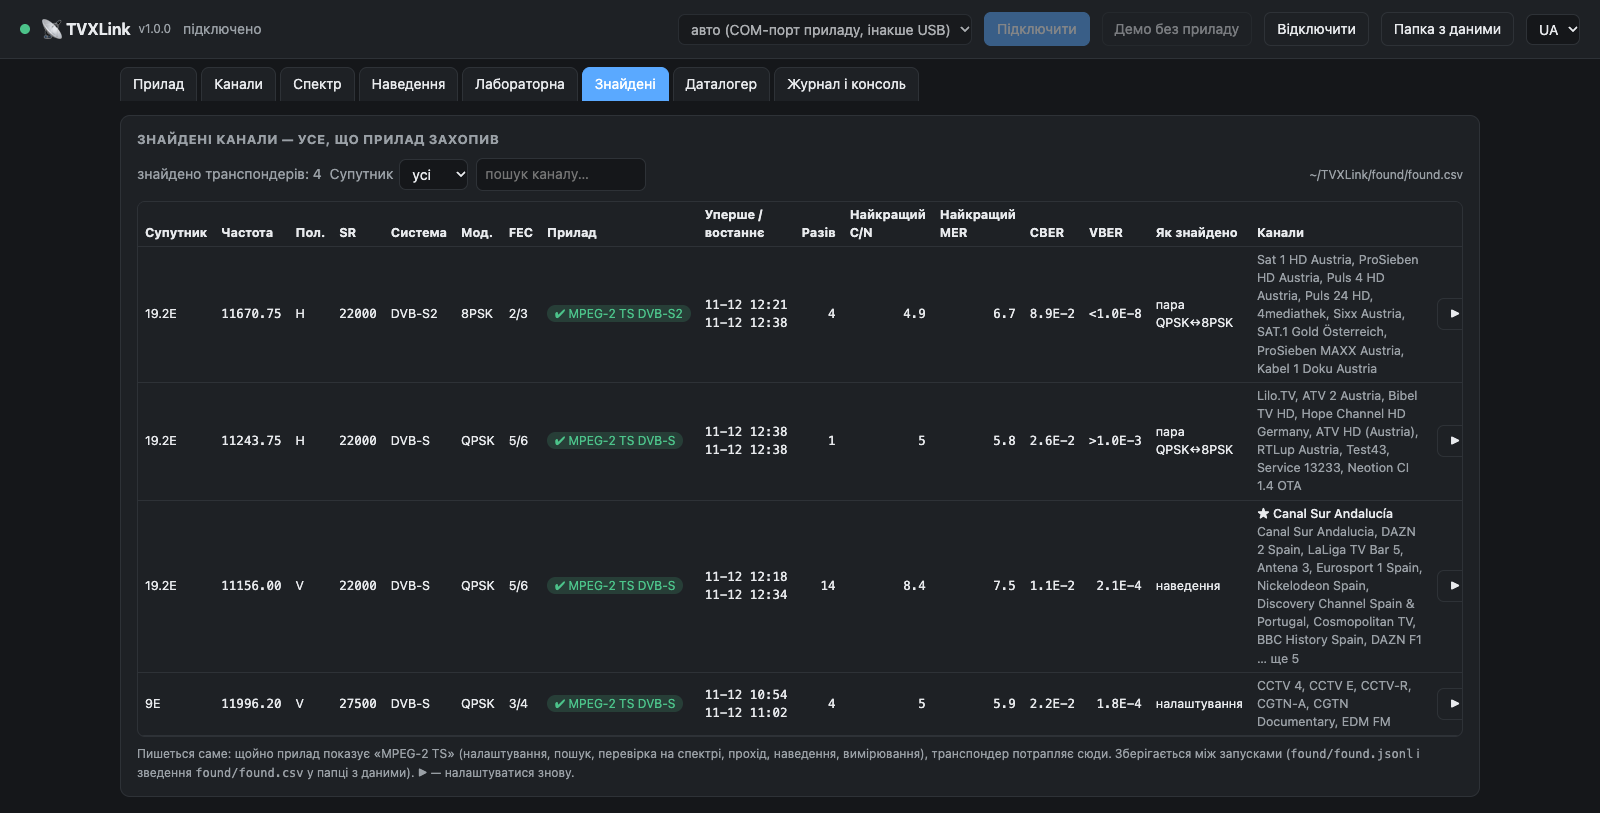 TVXLink v1.0.0 підключено
авто (COM-порт приладу, інакше USB)
Підключити
Демо без приладу
Відключити
Папка з даними
UA
Прилад
Канали
Спектр
Наведення
Лабораторна
Знайдені
Даталогер
Журнал і консоль
ЗНАЙДЕНІ КАНАЛИ — УСЕ, ЩО ПРИЛАД ЗАХОПИВ
знайдено транспондерів: 4 Супутник усі пошук каналу... ~/TVXLink/found/found.csv
Супутник Частота Пол. SR Система Мод. FEC Прилад Уперше / востаннє Разів Найкращий C/N Найкращий MER CBER VBER Як знайдено Канали
19.2E 11670.75 H 22000 DVB-S2 8PSK 2/3 ✔ MPEG-2 TS DVB-S2
11-12 12:21
11-12 12:38
4 4.9 6.7 8.9E-2 <1.0E-8
пара
QPSK↔8PSK
Sat 1 HD Austria, ProSieben
HD Austria, Puls 4 HD
Austria, Puls 24 HD,
4mediathek, Sixx Austria,
SAT.1 Gold Österreich,
ProSieben MAXX Austria,
Kabel 1 Doku Austria
19.2E 11243.75 H 22000 DVB-S QPSK 5/6 ✔ MPEG-2 TS DVB-S
11-12 12:38
11-12 12:38
1 5 5.8 2.6E-2 >1.0E-3
пара
QPSK↔8PSK
Lilo.TV, ATV 2 Austria, Bibel
TV HD, Hope Channel HD
Germany, ATV HD (Austria),
RTLup Austria, Test43,
Service 13233, Neotion CI
1.4 OTA
19.2E 11156.00 V 22000 DVB-S QPSK 5/6 ✔ MPEG-2 TS DVB-S
11-12 12:18
11-12 12:34
14 8.4 7.5 1.1E-2 2.1E-4 наведення
★ Canal Sur Andalucía
Canal Sur Andalucia, DAZN
2 Spain, LaLiga TV Bar 5,
Antena 3, Eurosport 1 Spain,
Nickelodeon Spain,
Discovery Channel Spain &
Portugal, Cosmopolitan TV,
BBC History Spain, DAZN F1
... ще 5
9E 11996.20 V 27500 DVB-S QPSK 3/4 ✔ MPEG-2 TS DVB-S
11-12 10:54
11-12 11:02
4 5 5.9 2.2E-2 1.8E-4 налаштування
CCTV 4, CCTV E, CCTV-R,
CGTN-A, CGTN
Documentary, EDM FM
Пишеться саме: щойно прилад показує «MPEG-2 TS» (налаштування, пошук, перевірка на спектрі, прохід, наведення, вимірювання), транспондер потрапляє сюди. Зберігається між запусками (found/found.jsonl і
зведення found/found.csv у папці з даними). ▶ — налаштуватися знову.